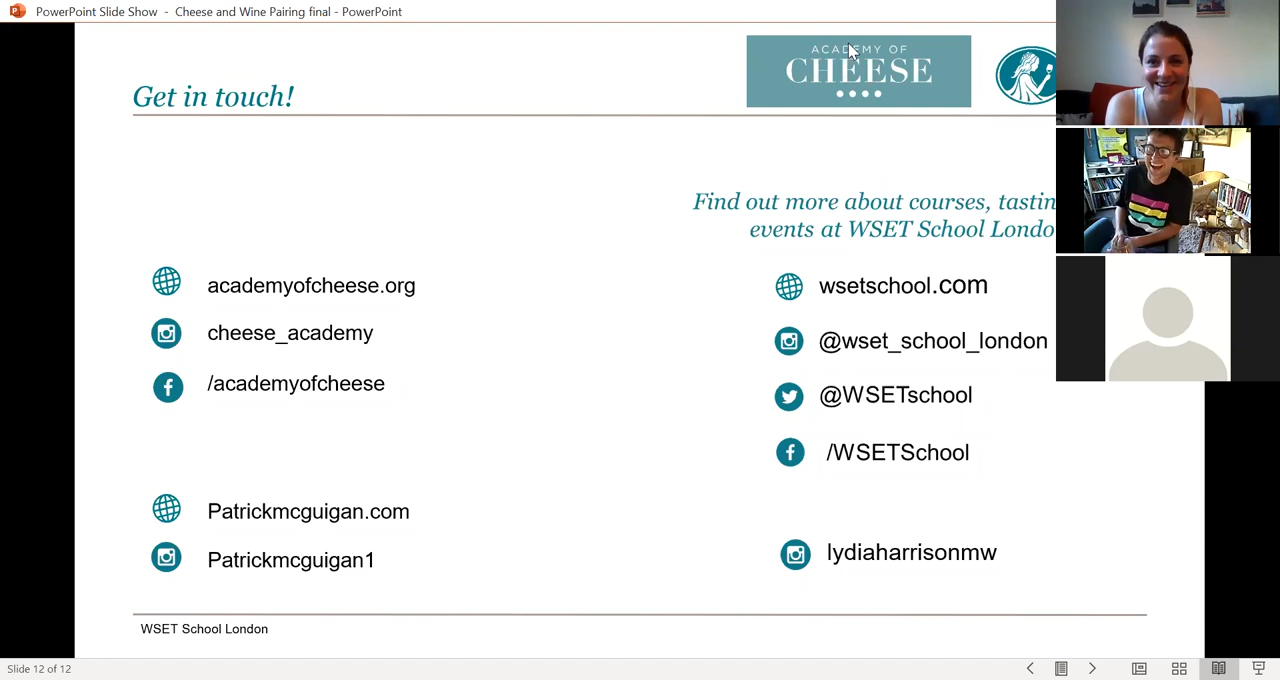 PowerPoint Slide Show - Cheese and Wine Pairing final - PowerPoint
ACADEMY OF
CHEESE
Get in touch!
Find out more about courses, tastin
events at WSET School Londo
academyofcheese.org
cheese_academy
/academyofcheese
Patrickmcguigan.com
Patrickmcguigan1
wsetschool.com
@wset_school_london
@WSETschool
/WSETSchool
lydiaharrisonmw
WSET School London
Slide 12 of 12